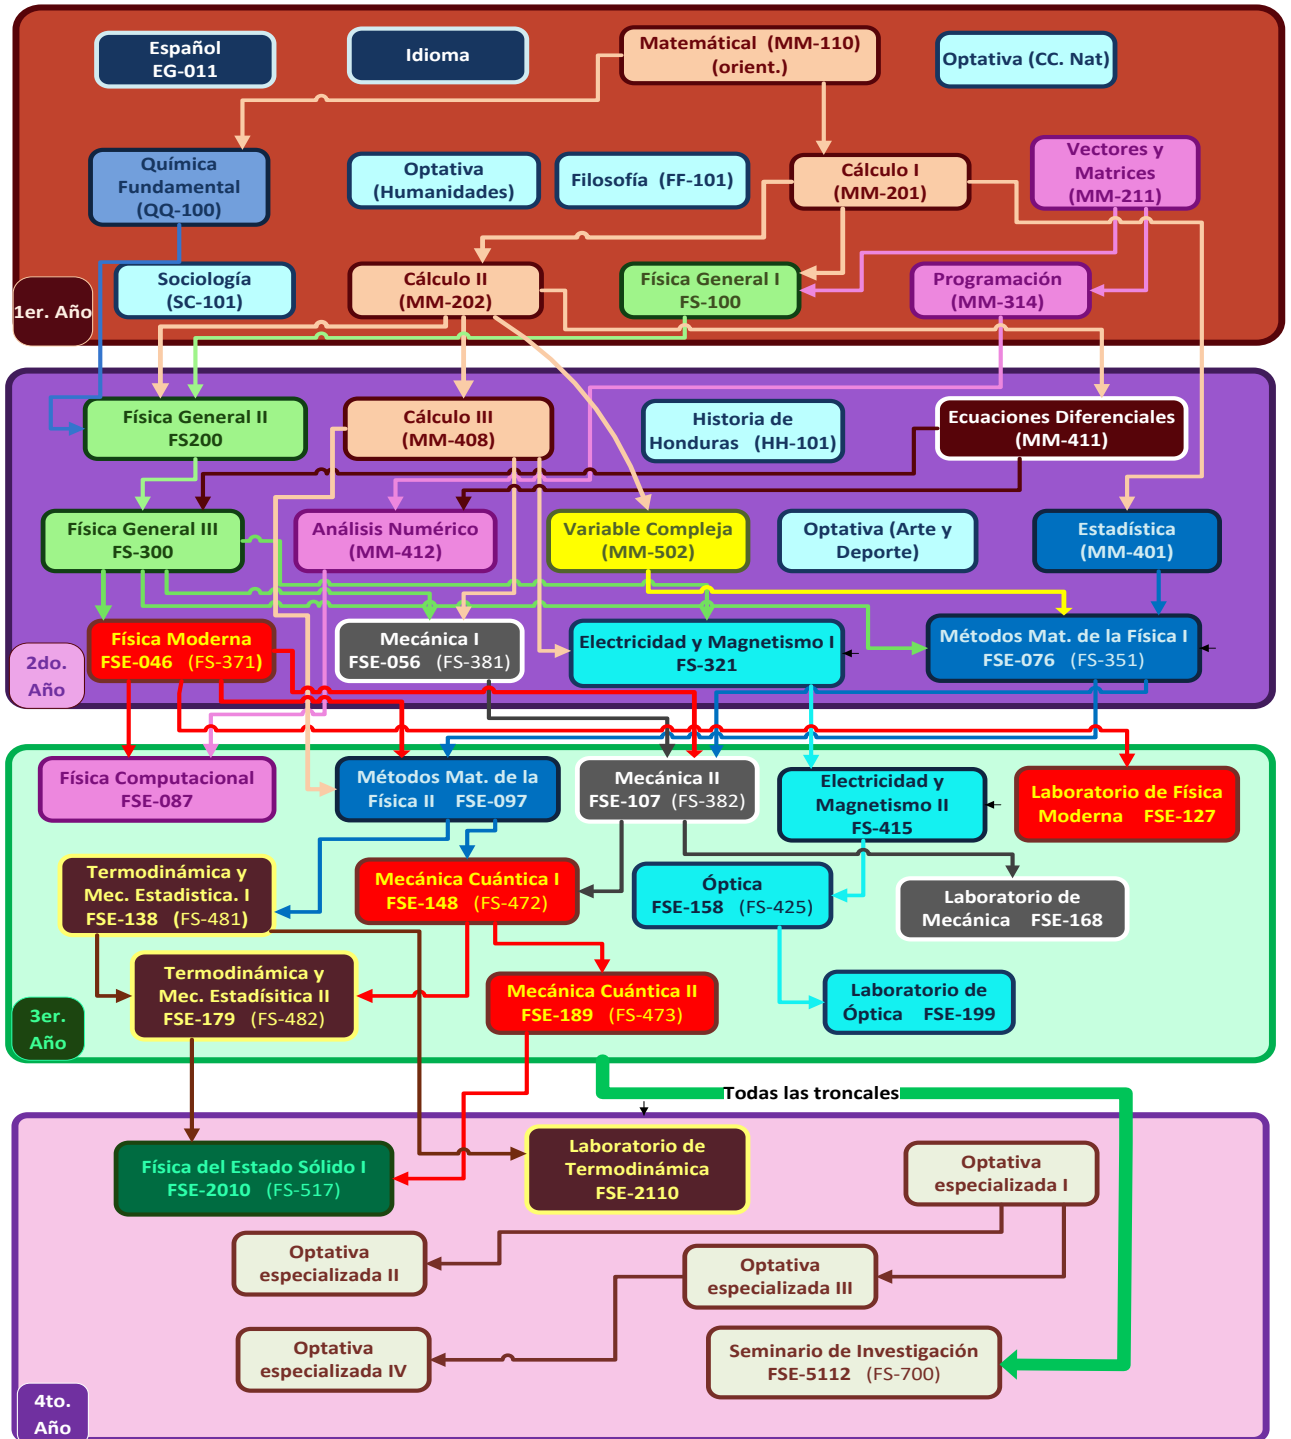 Español
EG-011
Idioma
Matemátical (MM-110)
(orient.)
Optativa (CC. Nat)
Química
Fundamental
(QQ-100)
Optativa
(Humanidades)
Filosofía (FF-101)
Cálculo I
(MM-201)
Vectores y
Matrices
(MM-211)
Sociología
(SC-101)
Cálculo II
(MM-202)
Física General I
FS-100
Programación
(MM-314)
1er. Año
Física General II
FS200
Cálculo III
(MM-408)
Historia de
Honduras (HH-101)
Ecuaciones Diferenciales
(MM-411)
Física General III
FS-300
Análisis Numérico
(MM-412)
Variable Compleja
(MM-502)
Optativa (Arte y
Deporte)
Estadística
(MM-401)
Física Moderna
FSE-046 (FS-371)
Mecánica I
FSE-056 (FS-381)
Electricidad y Magnetismo I
FS-321
Métodos Mat. de la Física I
FSE-076 (FS-351)
2do.
Año
Física Computacional
FSE-087
Métodos Mat. de la
Física II FSE-097
Mecánica II
FSE-107 (FS-382)
Electricidad y
Magnetismo II
FS-415
Laboratorio de Física
Moderna FSE-127
Termodinámica y
Mec. Estadistica. I
FSE-138 (FS-481)
Mecánica Cuántica I
FSE-148 (FS-472)
Óptica
FSE-158 (FS-425)
Laboratorio de
Mecánica FSE-168
Termodinámica y
Mec. Estadísitica II
FSE-179 (FS-482)
Mecánica Cuántica II
FSE-189 (FS-473)
Laboratorio de
Óptica FSE-199
3er.
Año
Todas las troncales
Física del Estado Sólido I
FSE-2010 (FS-517)
Laboratorio de
Termodinámica
FSE-2110
Optativa
especializada I
Optativa
especializada II
Optativa
especializada III
Optativa
especializada IV
Seminario de Investigación
FSE-5112 (FS-700)
4to.
Año